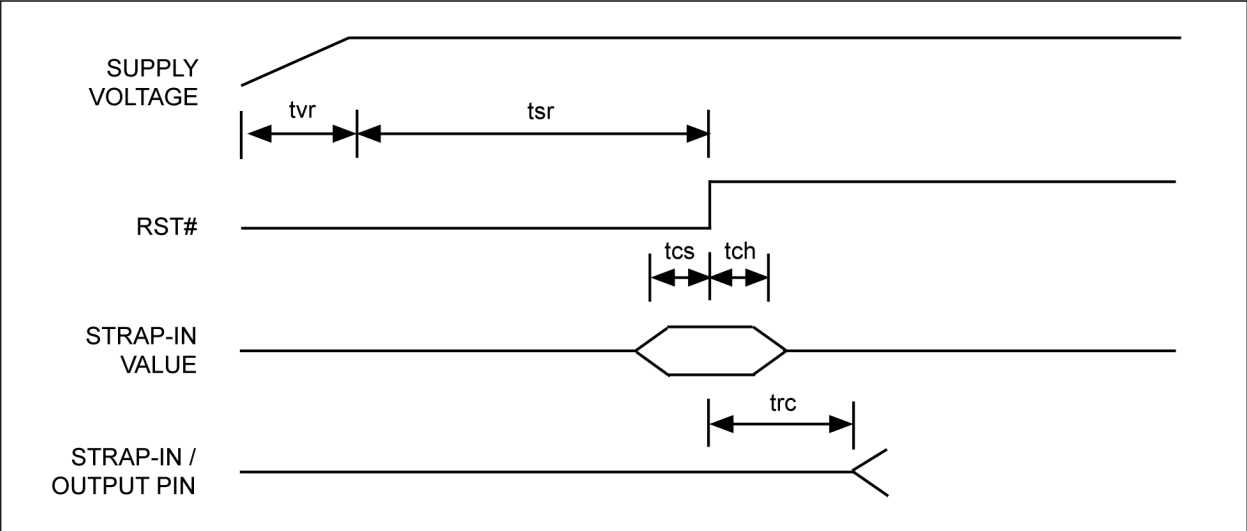 SUPPLY
VOLTAGE
tvr
tsr
RST#
tcs
tch
STRAP-IN
VALUE
trc
STRAP-IN /
OUTPUT PIN